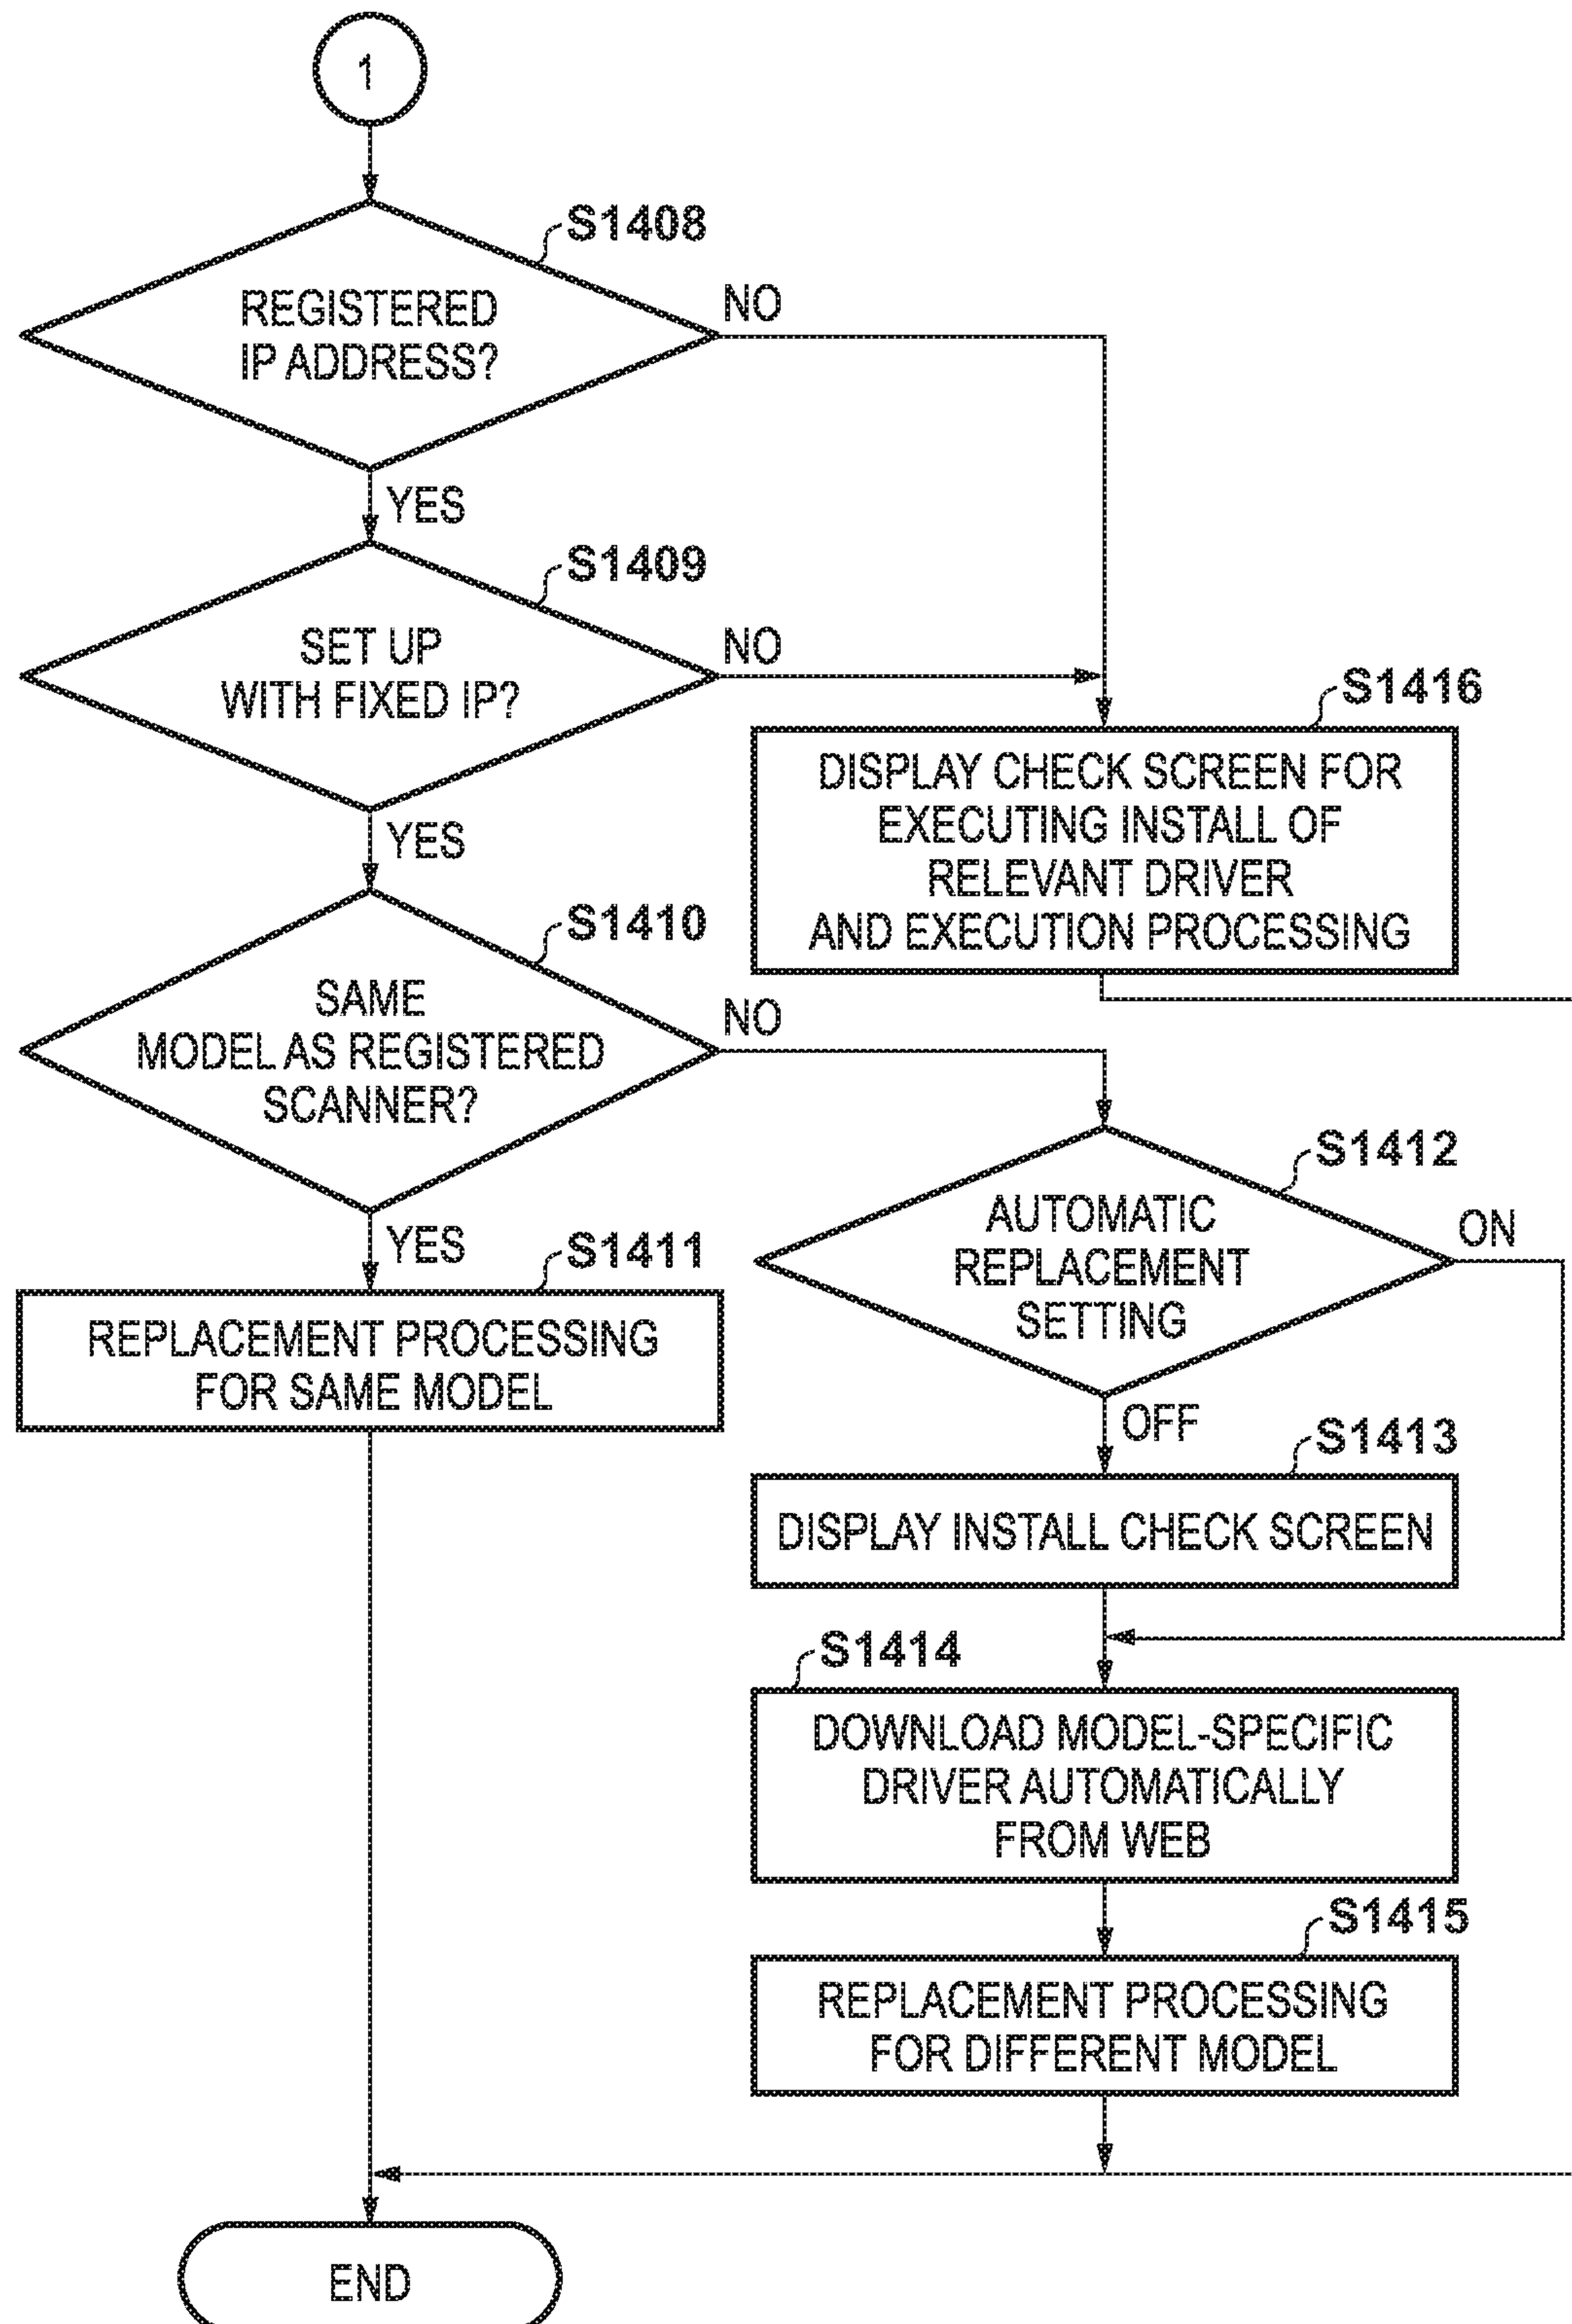 1
S1408
REGISTERED
IP ADDRESS?
NO
YES
S1409
SET UP
WITH FIXED IP?
NO
YES
S1416
DISPLAY CHECK SCREEN FOR
EXECUTING INSTALL OF
RELEVANT DRIVER
AND EXECUTION PROCESSING
S1410
SAME
MODEL AS REGISTERED
SCANNER?
NO
YES
S1411
REPLACEMENT PROCESSING
FOR SAME MODEL
S1412
AUTOMATIC
REPLACEMENT
SETTING
ON
OFF
S1413
DISPLAY INSTALL CHECK SCREEN
S1414
DOWNLOAD MODEL-SPECIFIC
DRIVER AUTOMATICALLY
FROM WEB
S1415
REPLACEMENT PROCESSING
FOR DIFFERENT MODEL
END